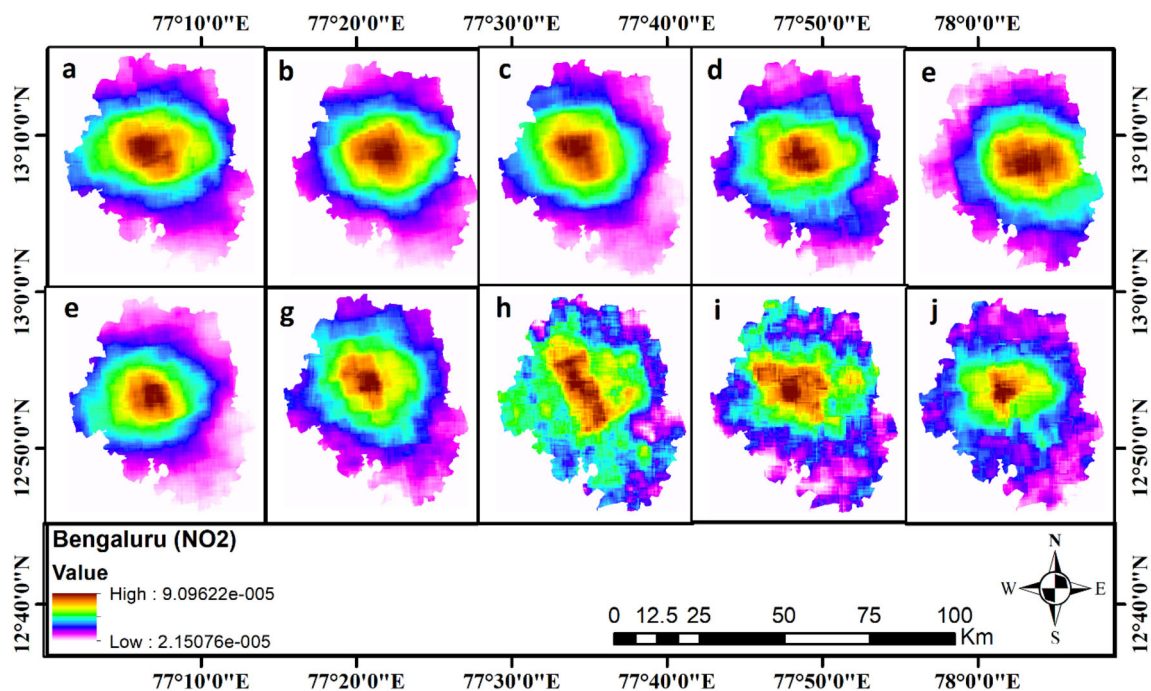 77°10'0"E 77°20'0"E 77°30'0"E 77°40'0"E 77°50'0"E 78°0'0"E
a b c d e
13°10'0"N 13°10'0"N
e g h i j
13°0'0"N 13°0'0"N
12°50'0"N 12°50'0"N
Bengaluru (NO2)
Value
High : 9.09622e-005
Low : 2.15076e-005
N
W E
S
0 12.5 25 50 75 100
Km
12°40'0"N 12°40'0"N
77°10'0"E 77°20'0"E 77°30'0"E 77°40'0"E 77°50'0"E 78°0'0"E